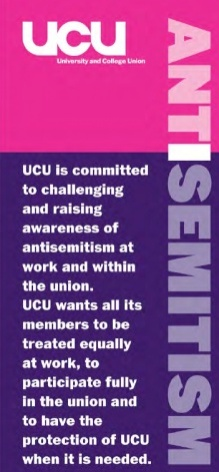 UCU
University and College Union
ANTISEMITISM
UCU is committed
to challenging
and raising
awareness of
antisemitism at
work and within
the union.
UCU wants all its
members to be
treated equally
at work, to
participate fully
in the union and
to have the
protection of UCU
when it is needed.